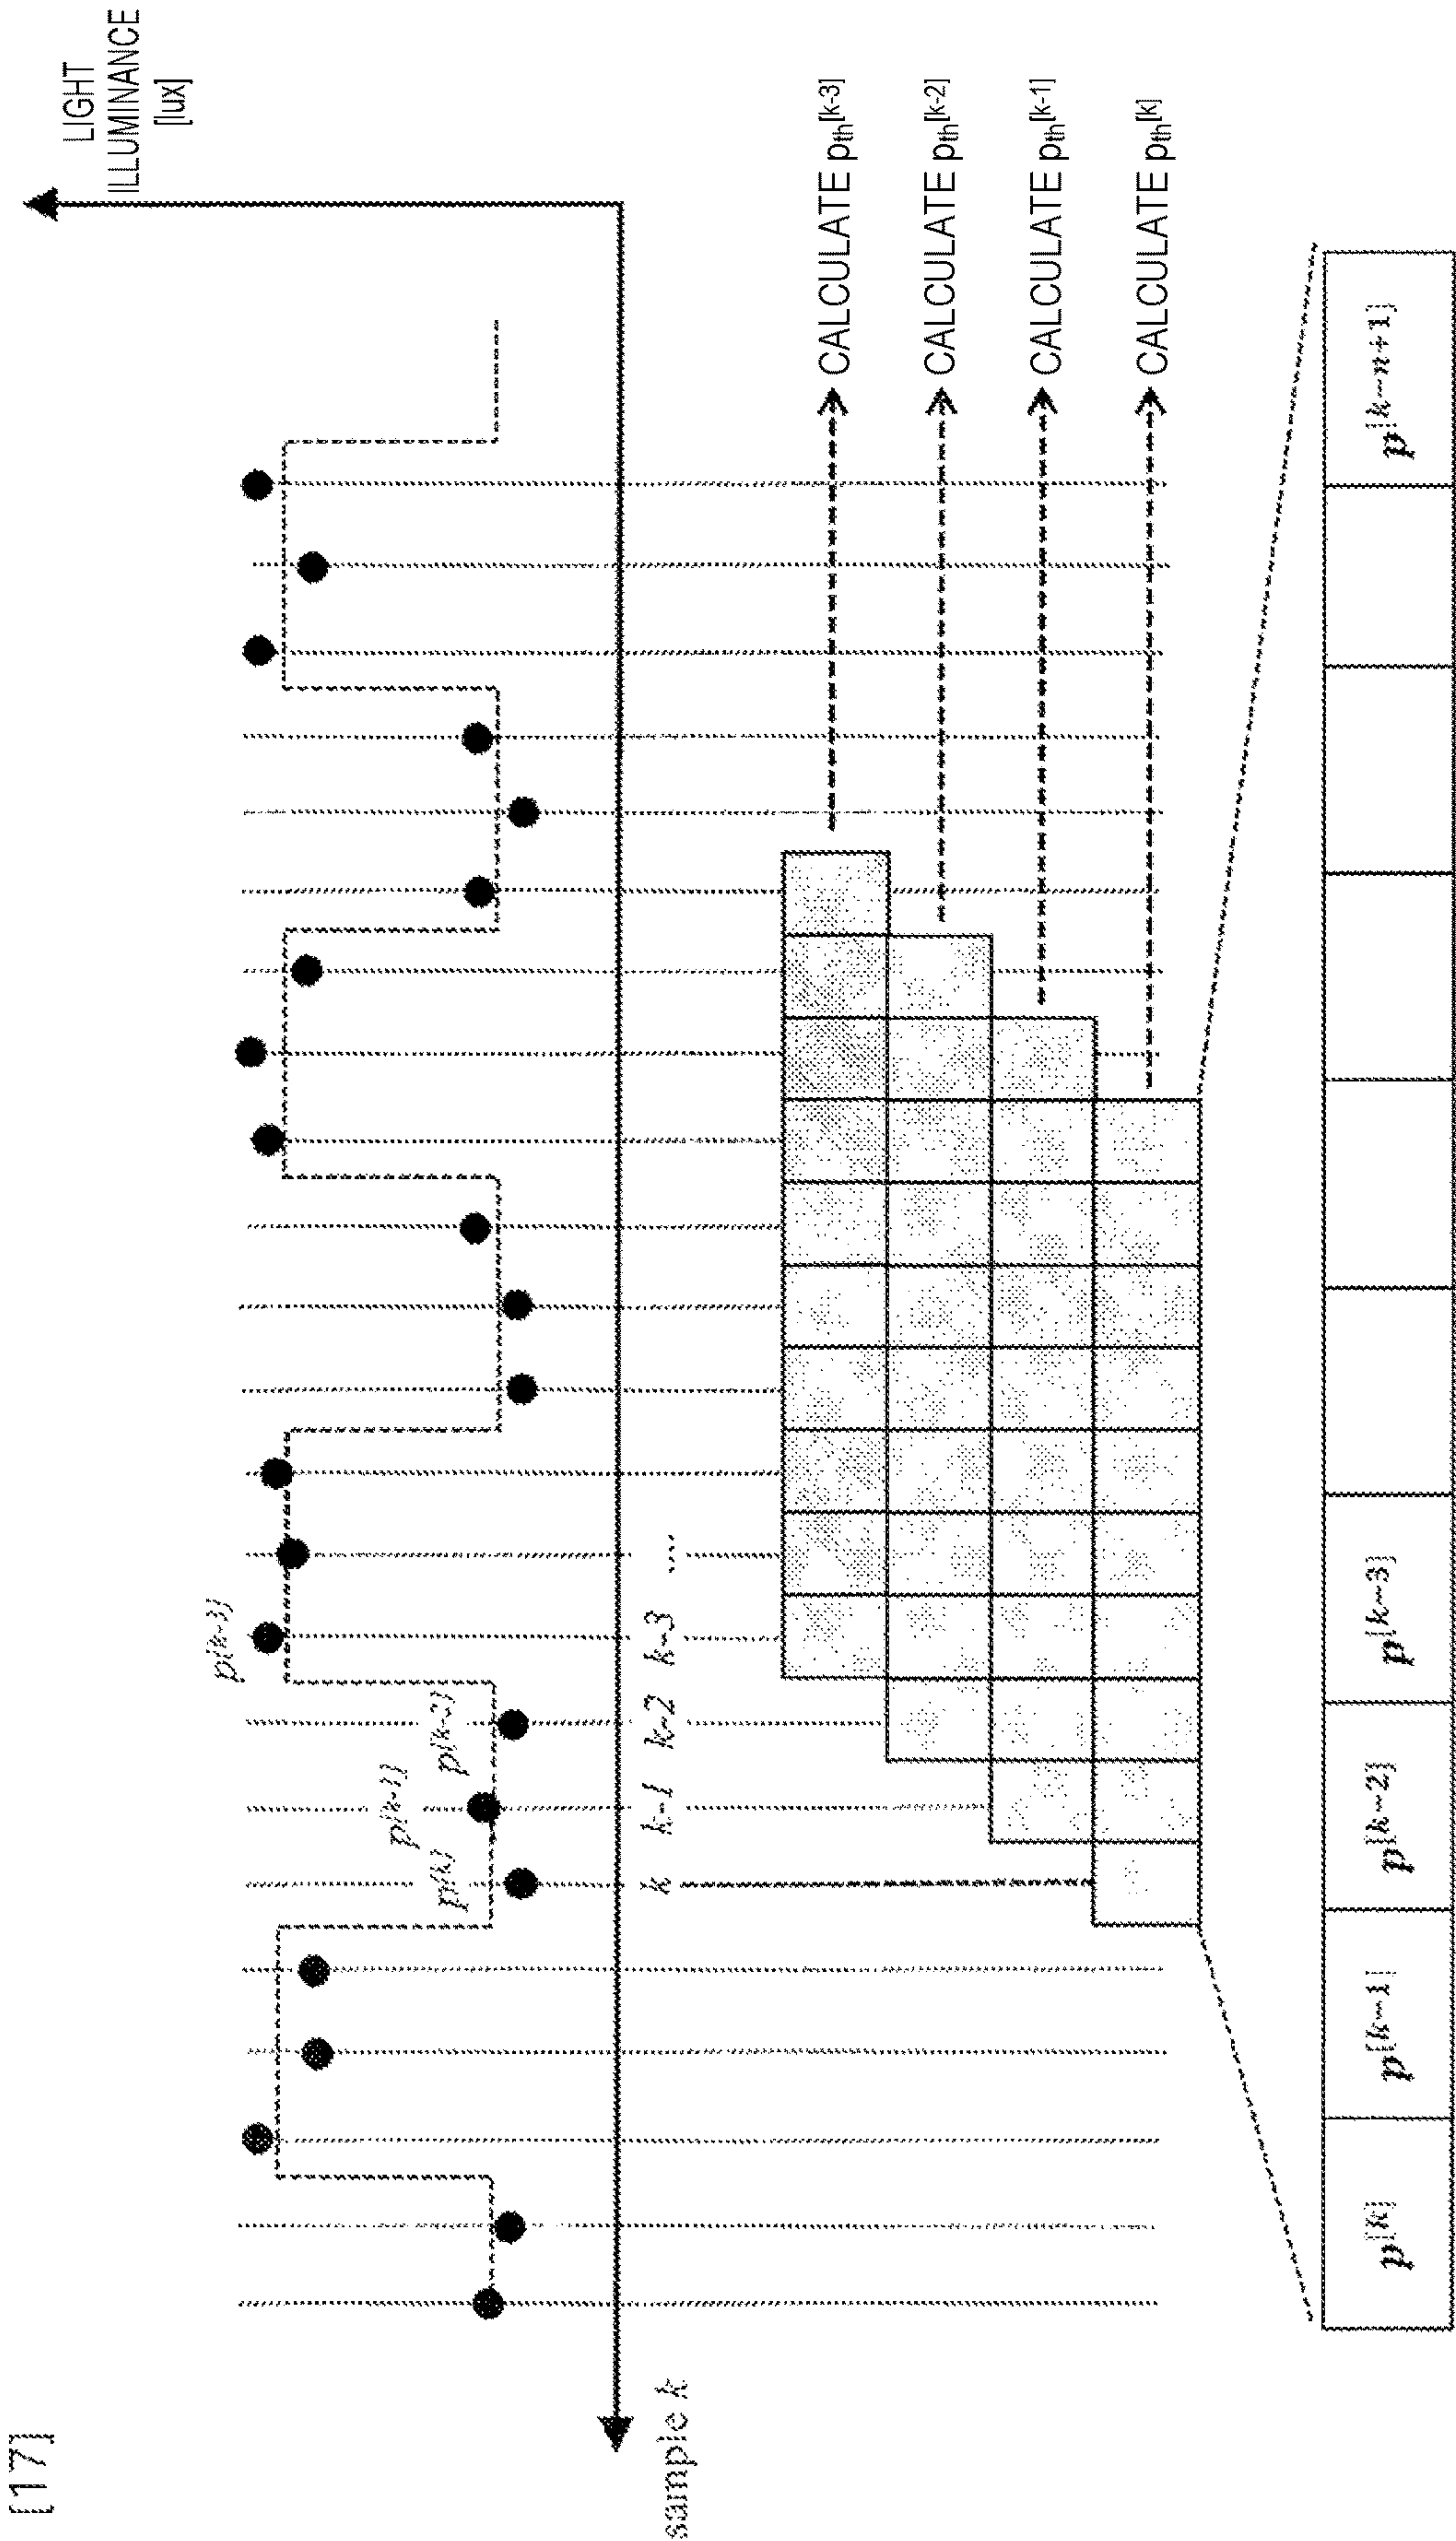 [17]
LIGHT
ILLUMINANCE
[lux]
p[k-3]
p[k-2]
p[k-1]
p[k]
sample k
k
k-1
k-2
k-3
....
CALCULATE pth[k-3]
CALCULATE pth[k-2]
CALCULATE pth[k-1]
CALCULATE pth[k]
p[k]
p[k-1]
p[k-2]
p[k-3]
p[k-n+1]